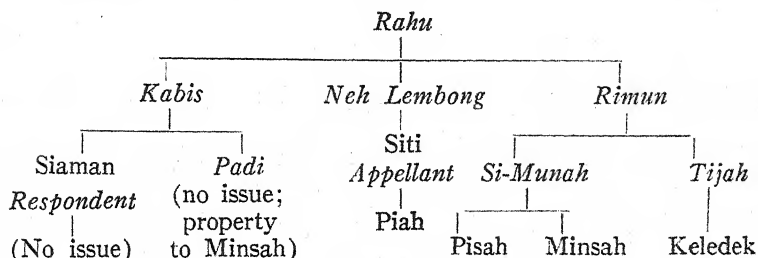 Rahu
Kabis Neh Lembong Rimun
Siaman Padi Siti
Respondent (no issue; Appellant Si-Munah Tijah
property Piah
(No issue) to Minsah) Pisah Minsah Keledek